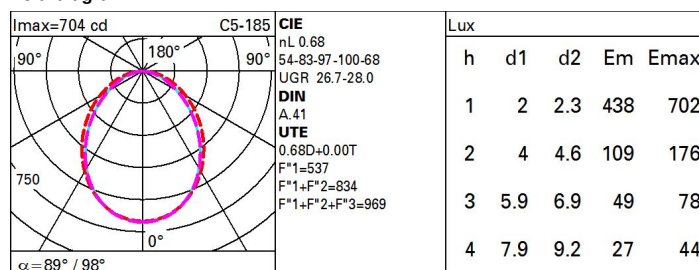 Imax=704 cd C5-185
90° 180° 90°
750
0°
α=89° / 98°
CIE
nL 0.68
54-83-97-100-68
UGR 26.7-28.0
DIN
A.41
UTE
0.68D+0.00T
F"1=537
F"1+F"2=834
F"1+F"2+F"3=969
Lux
h d1 d2 Em Emax
1 2 2.3 438 702
2 4 4.6 109 176
3 5.9 6.9 49 78
4 7.9 9.2 27 44